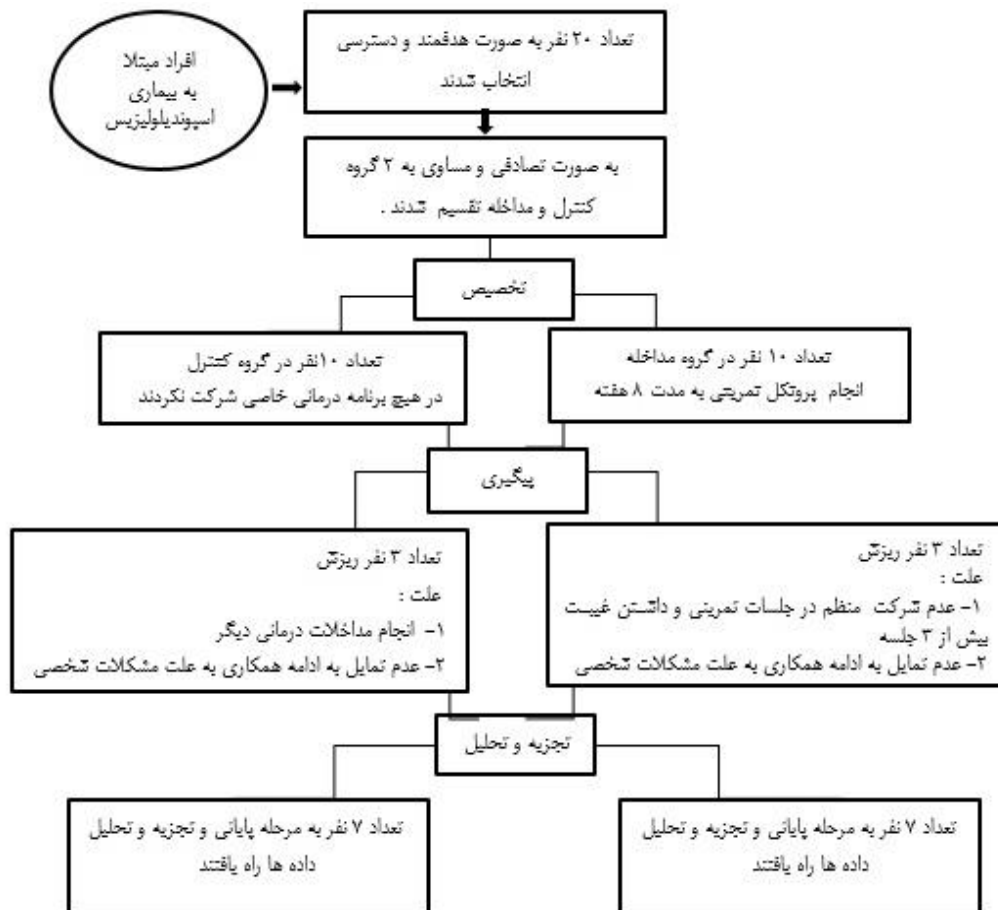 افراد مبتلا
به بیماری
اسپوندیلولیزیس
تعداد ۲۰ نفر به صورت هدفمند و دسترسی
انتخاب شدند
به صورت تصادفی و مساوی به ۲ گروه
کنترل و مداخله تقسیم شدند .
تخصیص
تعداد ۱۰ نفر در گروه مداخله
انجام پروتکل تمریتی به مدت ۸ هفته
تعداد ۱۰نفر در گروه کنترل
در هیچ برنامه درمانی خاصی شرکت نکردند
پیگیری
تعداد ۳ نفر ریزش
علت :
۱- عدم شرکت منظم در جلسات تمرینی و داشتن غیبت
بیش از ۳ جلسه
۲- عدم تمایل به ادامه همکاری به علت مشکلات شخصی
تعداد ۳ نفر ریزش
علت :
۱- انجام مداخلات درمانی دیگر
۲- عدم تمایل به ادامه همکاری به علت مشکلات شخصی
تجزیه و تحلیل
تعداد ۷ نفر به مرحله پایانی و تجزیه و تحلیل
داده ها راه یافتند
تعداد ۷ نفر به مرحله پایانی و تجزیه و تحلیل
داده ها راه یافتند